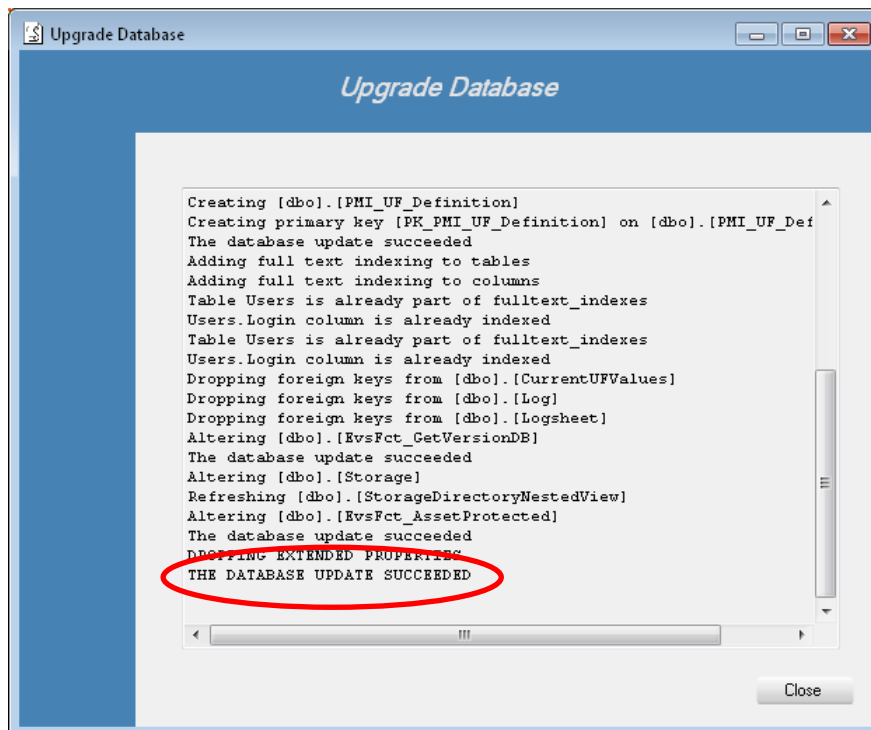 Upgrade Database
Upgrade Database
Creating [dbo].[PMI_UF_Definition]
Creating primary key [PK_PMI_UF_Definition] on [dbo].[PMI_UF_Def
The database update succeeded
Adding full text indexing to tables
Adding full text indexing to columns
Table Users is already part of fulltext_indexes
Users.Login column is already indexed
Table Users is already part of fulltext_indexes
Users.Login column is already indexed
Dropping foreign keys from [dbo].[CurrentUFValues]
Dropping foreign keys from [dbo].[Log]
Dropping foreign keys from [dbo].[Logsheet]
Altering [dbo].[EvsFct_GetVersionDB]
The database update succeeded
Altering [dbo].[Storage]
Refreshing [dbo].[StorageDirectoryNestedView]
Altering [dbo].[EvsFct_AssetProtected]
The database update succeeded
DROPPING EXTENDED PROPERTIES
THE DATABASE UPDATE SUCCEEDED
Close